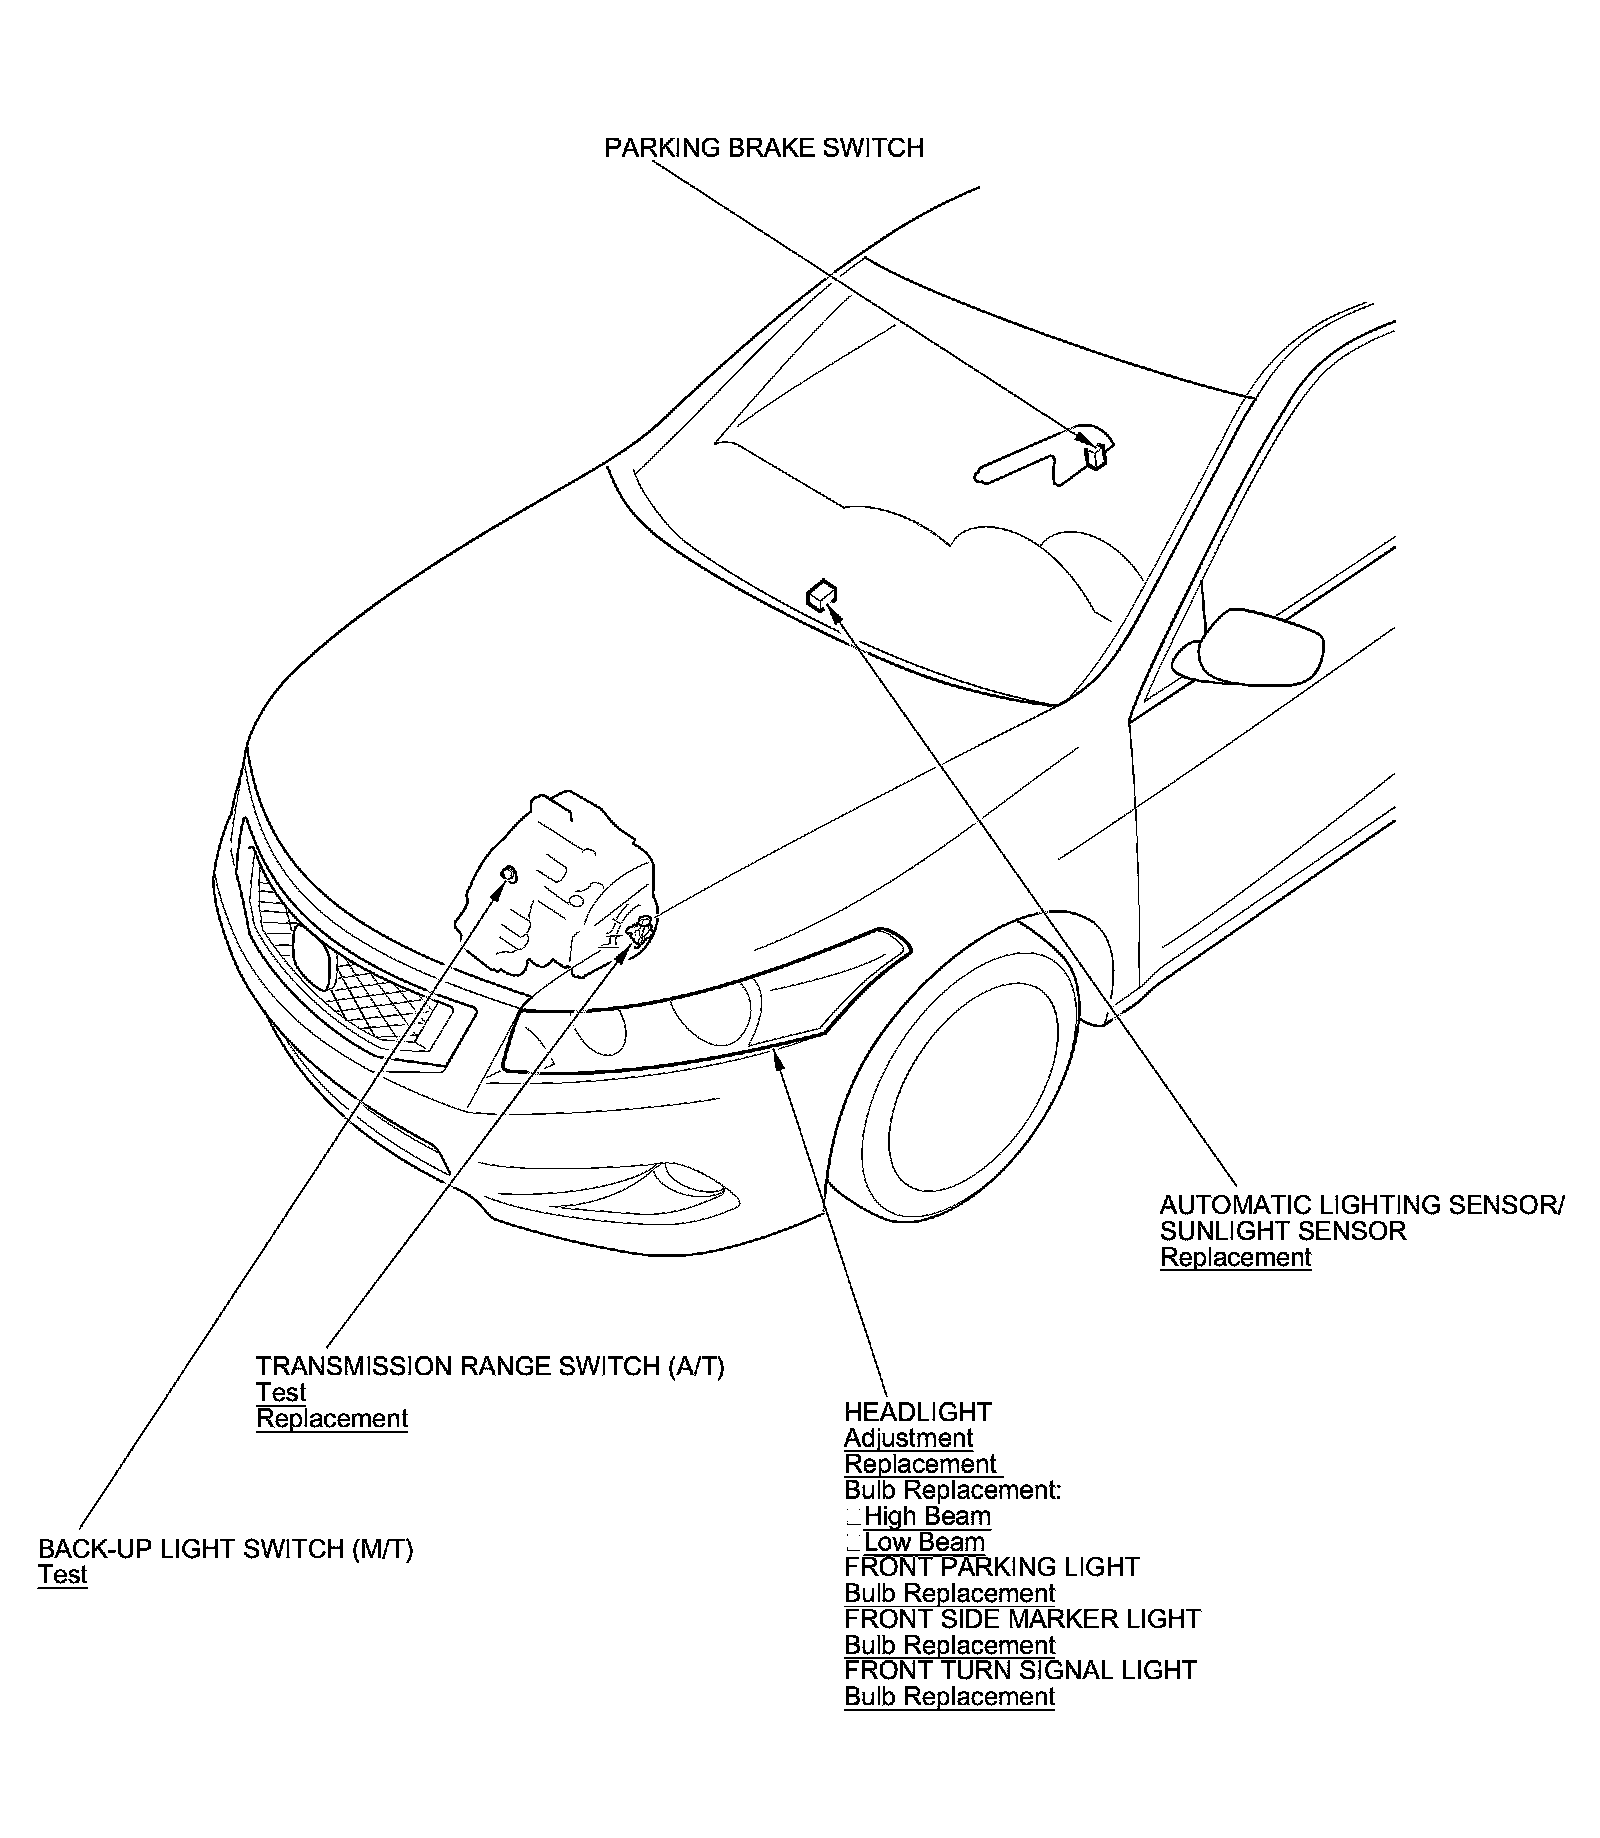 PARKING BRAKE SWITCH
AUTOMATIC LIGHTING SENSOR/
SUNLIGHT SENSOR
Replacement
TRANSMISSION RANGE SWITCH (A/T)
Test
Replacement
HEADLIGHT
Adjustment
Replacement
Bulb Replacement:
High Beam
Low Beam
FRONT PARKING LIGHT
Bulb Replacement
FRONT SIDE MARKER LIGHT
Bulb Replacement
FRONT TURN SIGNAL LIGHT
Bulb Replacement
BACK-UP LIGHT SWITCH (M/T)
Test